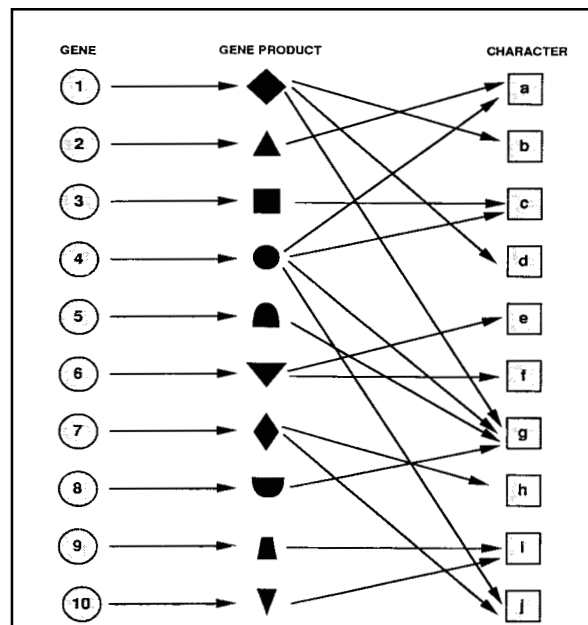 GENE GENE PRODUCT CHARACTER
1 a
2 b
3 c
4 d
5 e
6 f
7 g
8 h
9 i
10 j